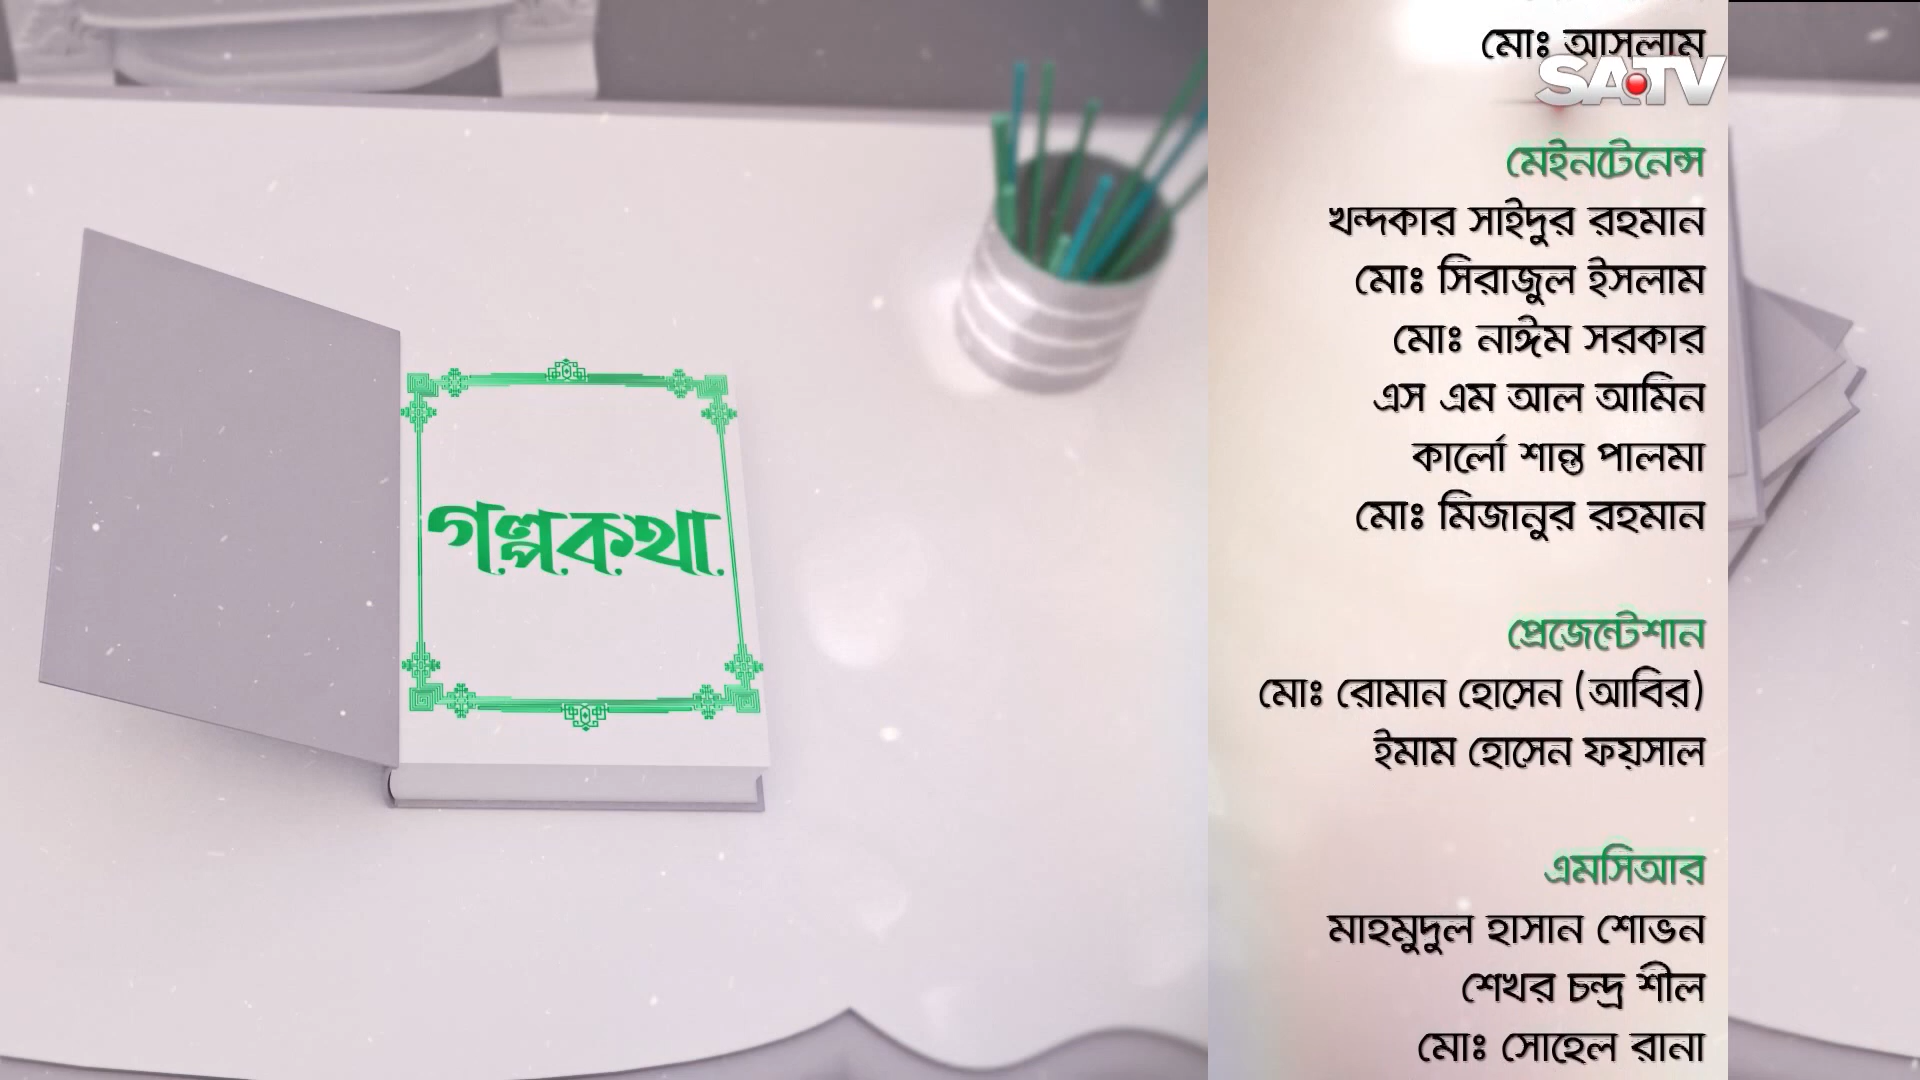 গল্পকথা
মোঃ আসলাম
SATV
মেইনটেনেন্স
খন্দকার সাইদুর রহমান
মোঃ সিরাজুল ইসলাম
মোঃ নাঈম সরকার
এস এম আল আমিন
কার্লো শান্ত পালমা
মোঃ মিজানুর রহমান
প্রেজেন্টেশান
মোঃ রোমান হোসেন (আবির)
ইমাম হোসেন ফয়সাল
এমসিআর
মাহমুদুল হাসান শোভন
শেখর চন্দ্র শীল
মোঃ সোহেল রানা